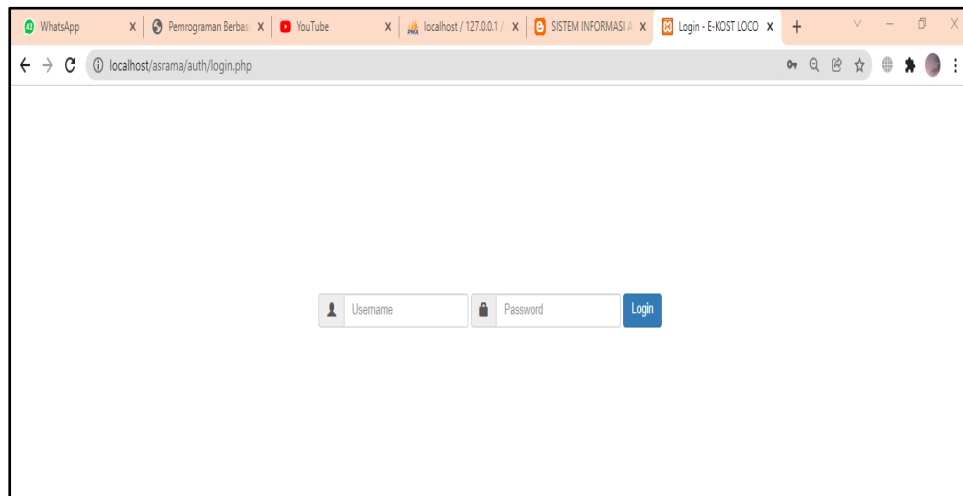 WhatsApp Pemrograman Berbas YouTube localhost / 127.0.0.1 / SISTEM INFORMASI A Login - E-KOST LOCO
localhost/asrama/auth/login.php
Username Password Login